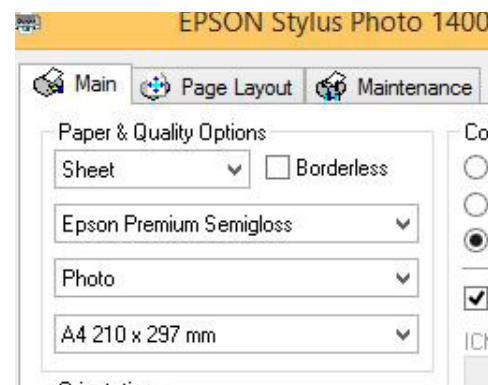 EPSON Stylus Photo 1400
Main Page Layout Maintenance
Paper & Quality Options
Sheet Borderless
Epson Premium Semigloss
Photo
A4 210 x 297 mm